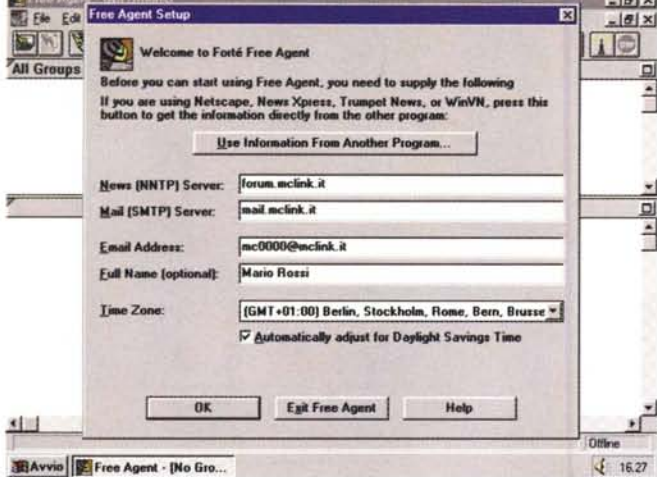 Free Agent Setup
File Edi
All Groups
Welcome to Forté Free Agent
Before you can start using Free Agent, you need to supply the following
If you are using Netscape, News Xpress, Trumpet News, or WinVN, press this
button to get the information directly from the other program:
Use Information From Another Program...
News (NNTP) Server: forum.mclink.it
Mail (SMTP) Server: mail.mclink.it
Email Address: mc0000@mclink.it
Full Name (optional): Mario Rossi
Time Zone: (GMT+01:00) Berlin, Stockholm, Rome, Bern, Brusse
Automatically adjust for Daylight Savings Time
OK Exit Free Agent Help
Offline
Avvio Free Agent - [No Gro... 16.27